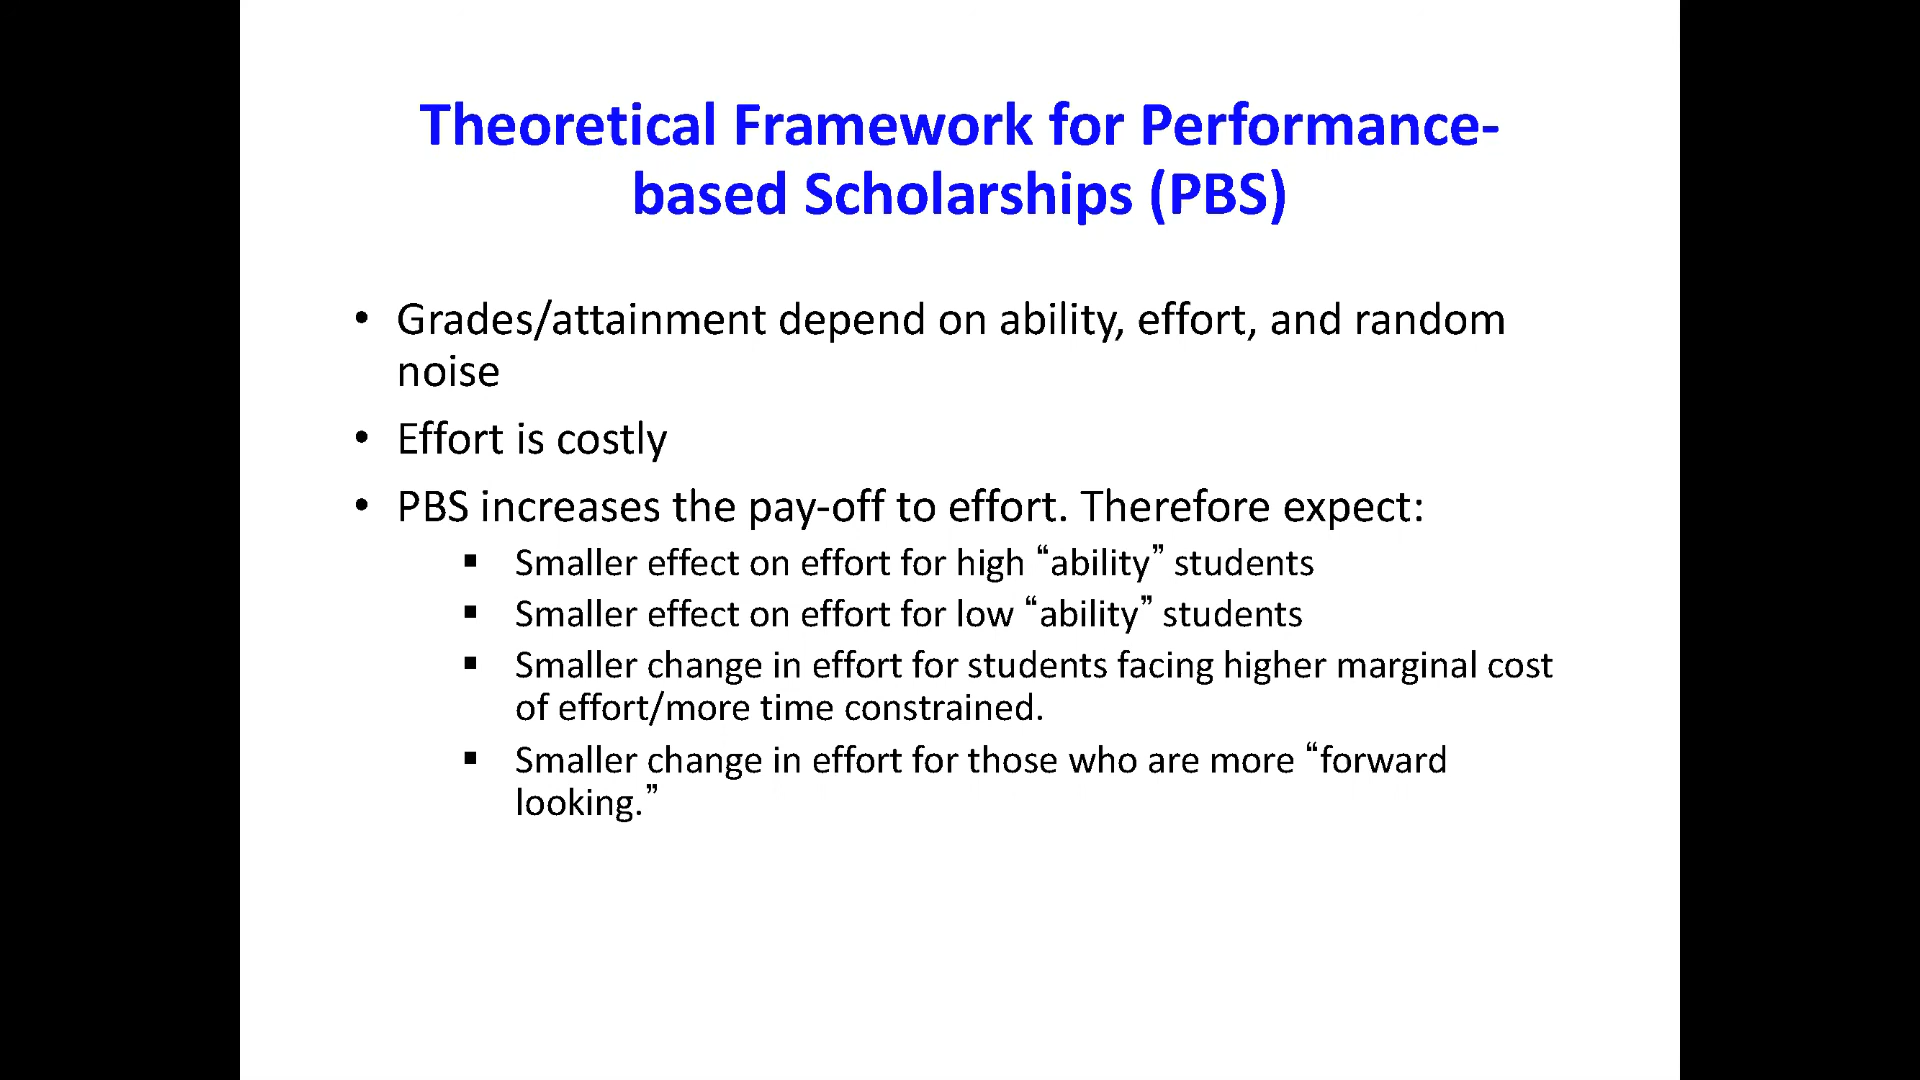 Theoretical Framework for Performance-
based Scholarships (PBS)
• Grades/attainment depend on ability, effort, and random
noise
• Effort is costly
• PBS increases the pay-off to effort. Therefore expect:
▪ Smaller effect on effort for high “ability” students
▪ Smaller effect on effort for low “ability” students
▪ Smaller change in effort for students facing higher marginal cost
of effort/more time constrained.
▪ Smaller change in effort for those who are more “forward
looking.”